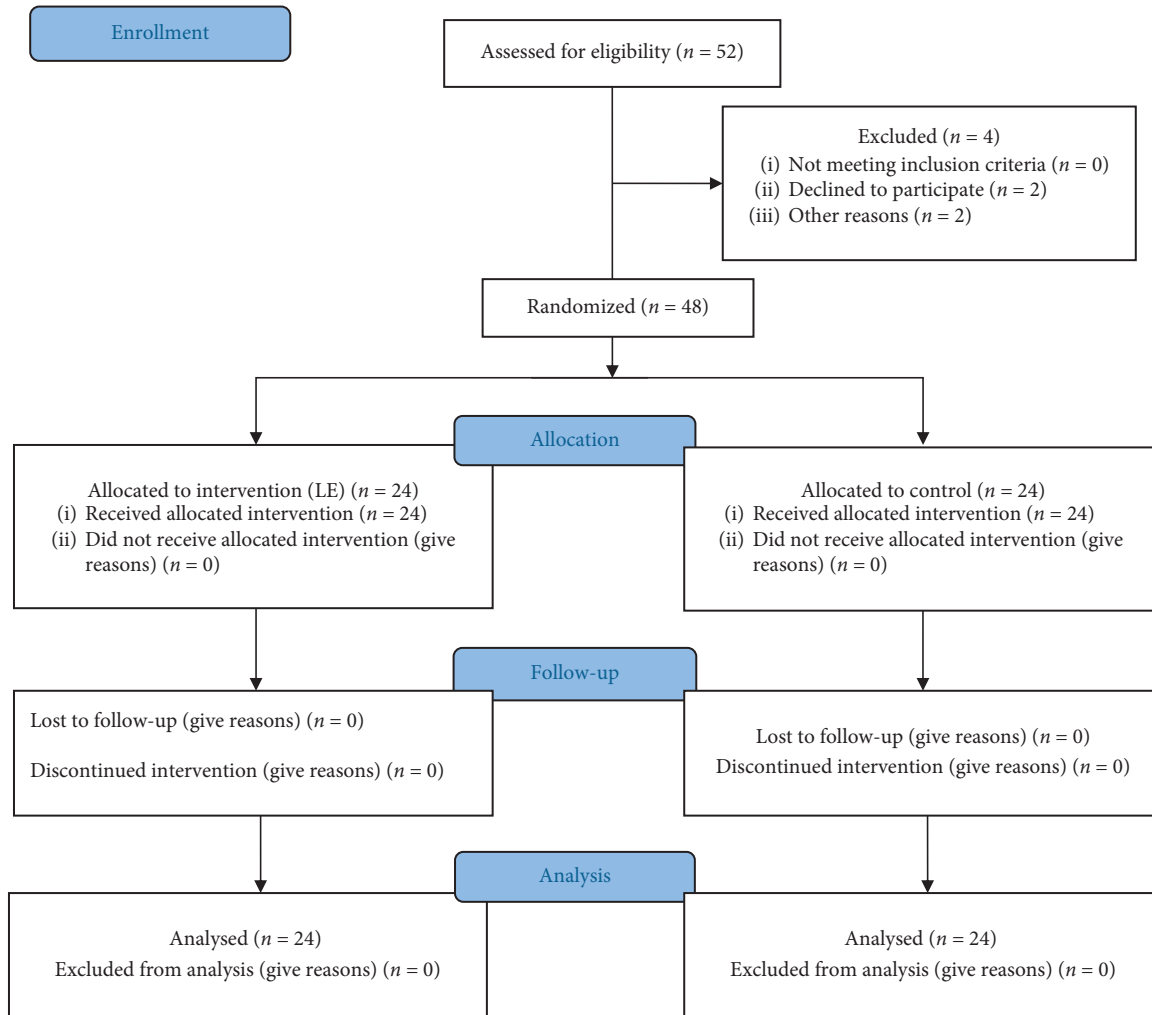 Enrollment
Assessed for eligibility (n = 52)
Excluded (n = 4)
(i) Not meeting inclusion criteria (n = 0)
(ii) Declined to participate (n = 2)
(iii) Other reasons (n = 2)
Randomized (n = 48)
Allocation
Allocated to intervention (LE) (n = 24)
(i) Received allocated intervention (n = 24)
(ii) Did not receive allocated intervention (give
reasons) (n = 0)
Allocated to control (n = 24)
(i) Received allocated intervention (n = 24)
(ii) Did not receive allocated intervention (give
reasons) (n = 0)
Follow-up
Lost to follow-up (give reasons) (n = 0)
Discontinued intervention (give reasons) (n = 0)
Lost to follow-up (give reasons) (n = 0)
Discontinued intervention (give reasons) (n = 0)
Analysis
Analysed (n = 24)
Excluded from analysis (give reasons) (n = 0)
Analysed (n = 24)
Excluded from analysis (give reasons) (n = 0)